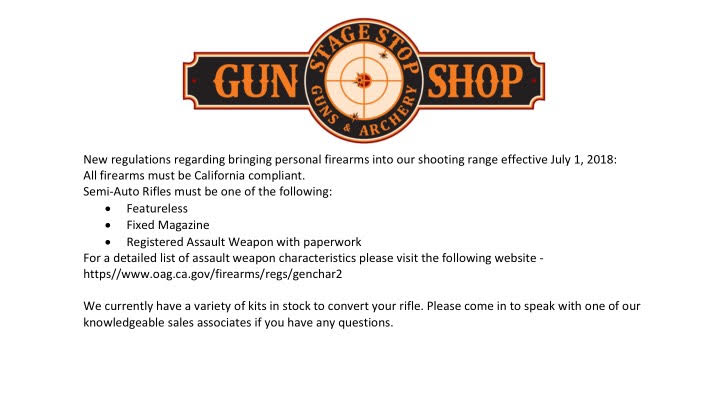 STAGE STOP
GUN SHOP
GUNS & ARCHERY
New regulations regarding bringing personal firearms into our shooting range effective July 1, 2018:
All firearms must be California compliant.
Semi-Auto Rifles must be one of the following:
• Featureless
• Fixed Magazine
• Registered Assault Weapon with paperwork
For a detailed list of assault weapon characteristics please visit the following website -
https//www.oag.ca.gov/firearms/regs/genchar2
We currently have a variety of kits in stock to convert your rifle. Please come in to speak with one of our
knowledgeable sales associates if you have any questions.